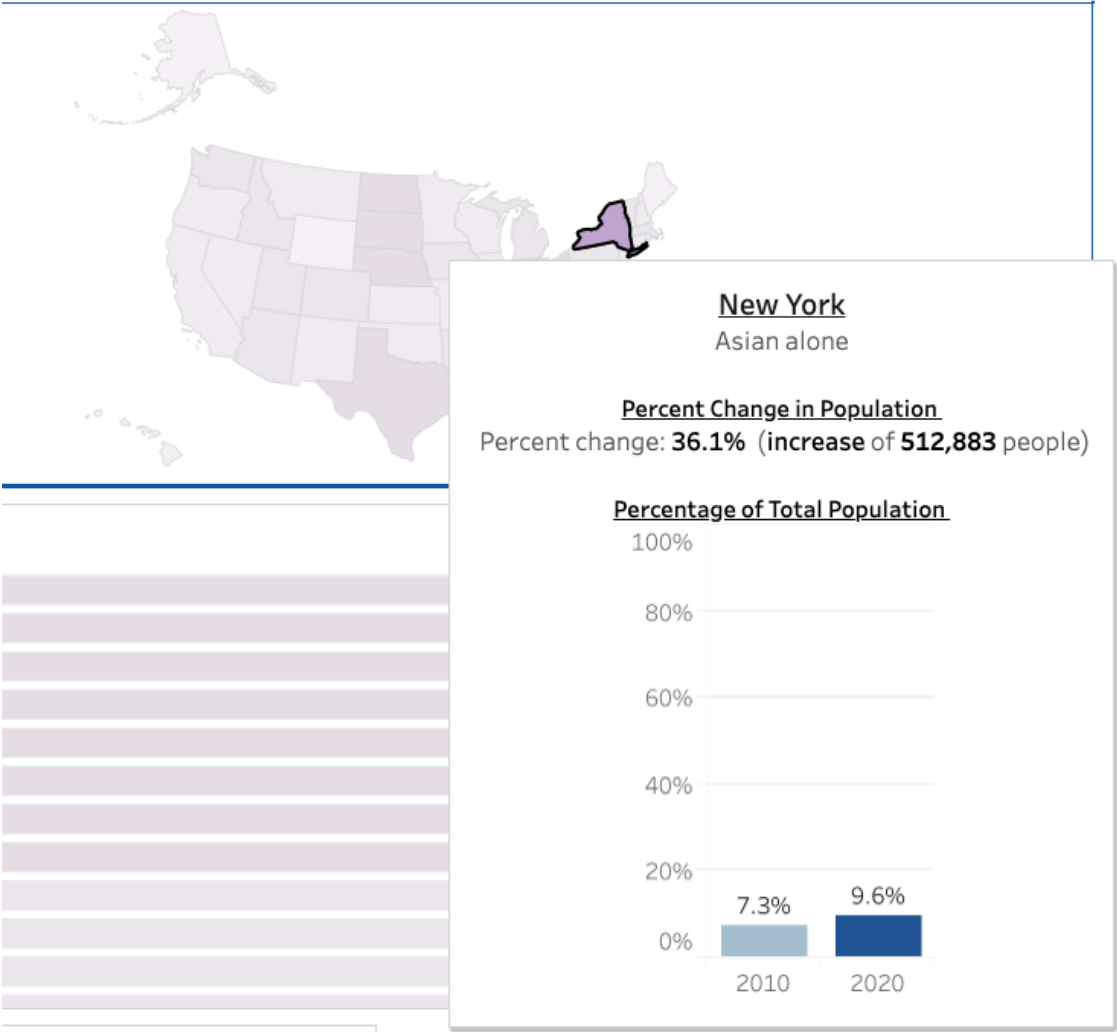 New York
Asian alone
Percent Change in Population
Percent change: 36.1% (increase of 512,883 people)
Percentage of Total Population
100%
80%
60%
40%
20%
0%
7.3%
9.6%
2010
2020